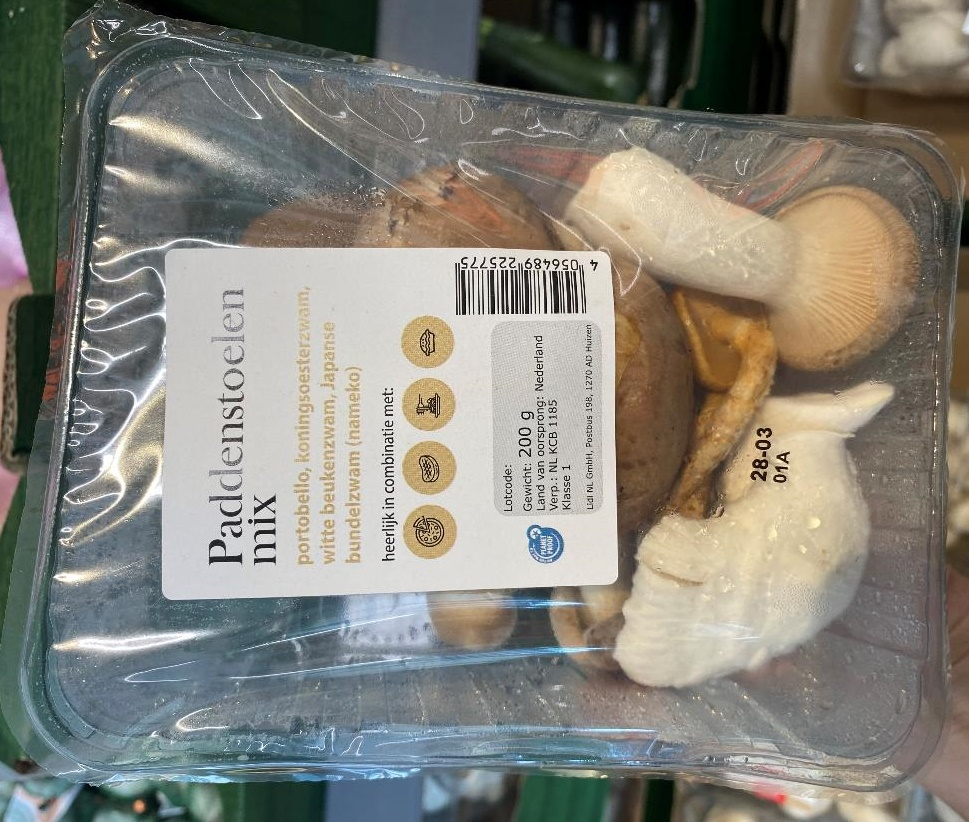 Paddenstoelen
mix
portobello, koningsoesterzwam,
witte beukenzwam, Japanse
bundelzwam (nameko)
heerlijk in combinatie met:
PLANET
PROOF
Lotcode:
Gewicht: 200 g
Land van oorsprong: Nederland
Verp.: NL KCB 1185
Klasse 1
Lidl NL GmbH, Postbus 198, 1270 AD Huizen
4 056489 225775
28-03
01A